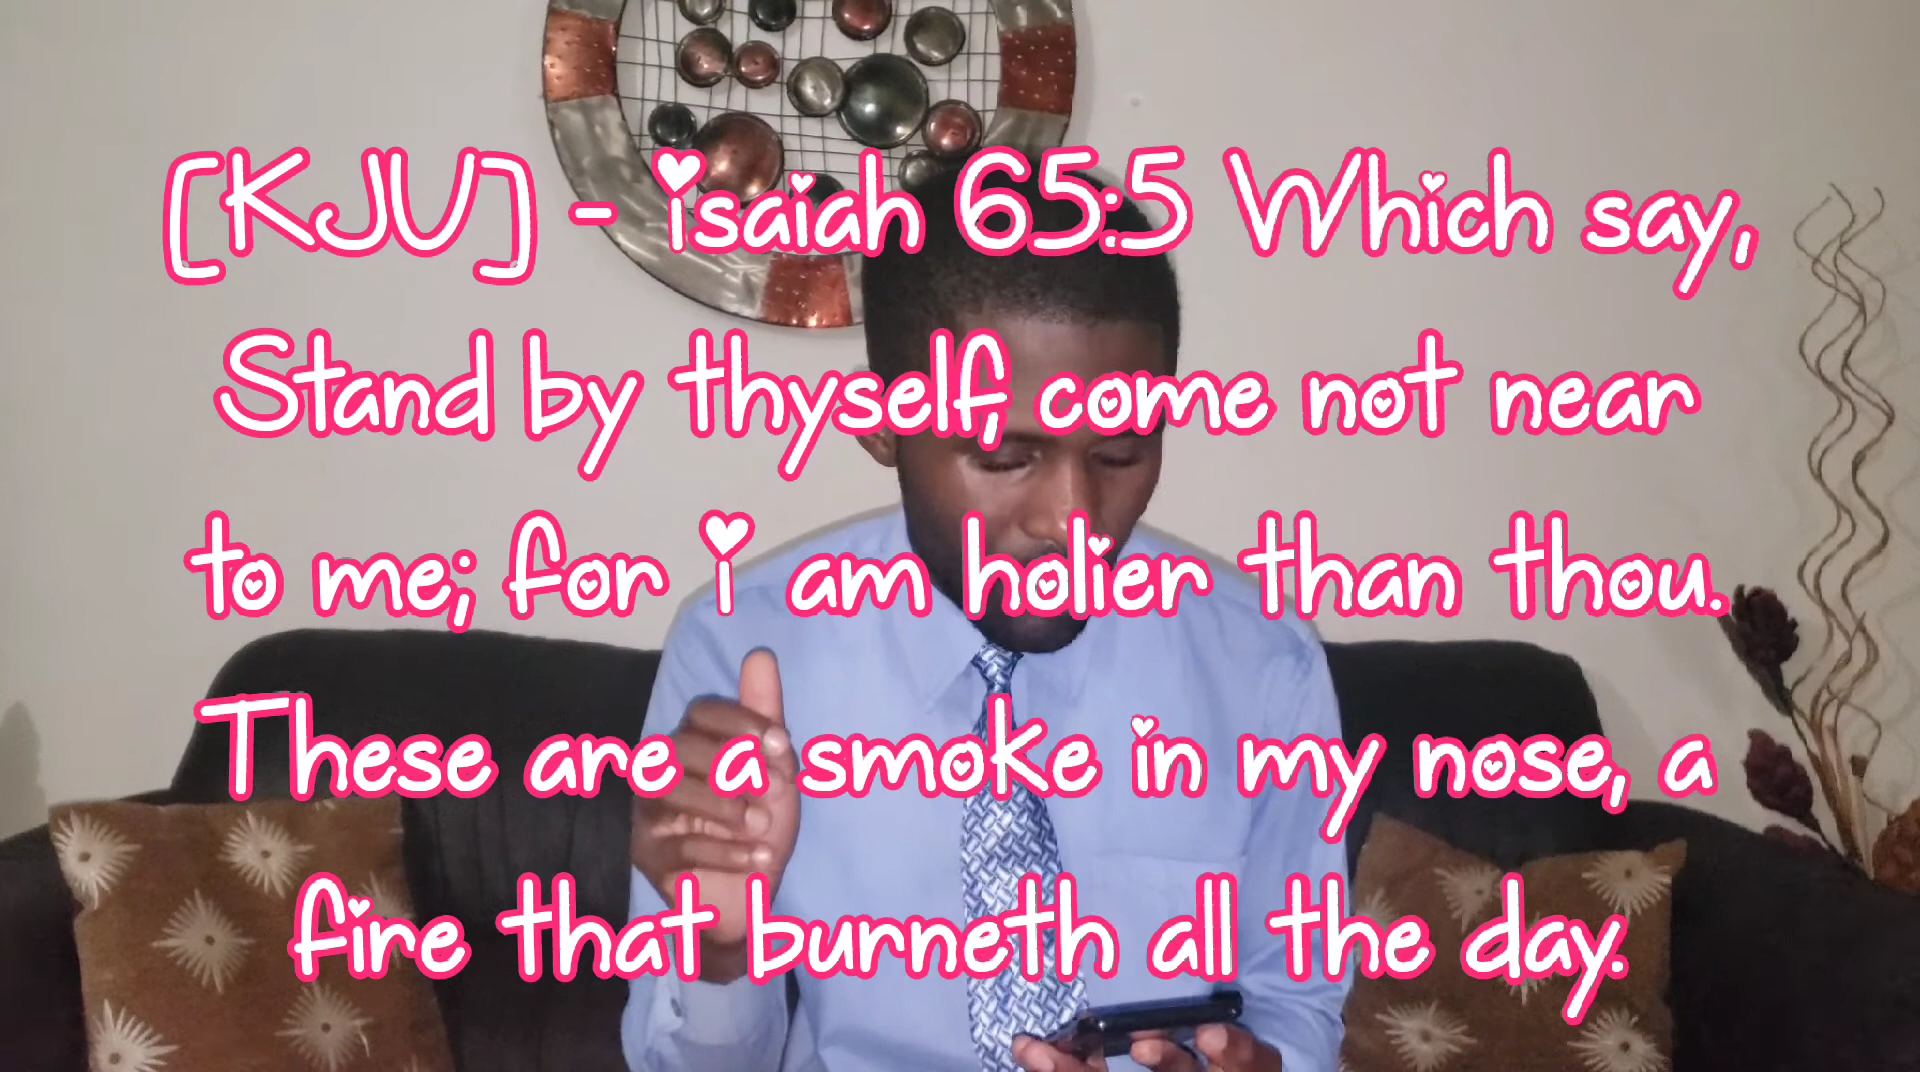 [KJV] - isaiah 65:5 Which say,
Stand by thyself, come not near
to me; for i am holier than thou.
These are a smoke in my nose, a
fire that burneth all the day.